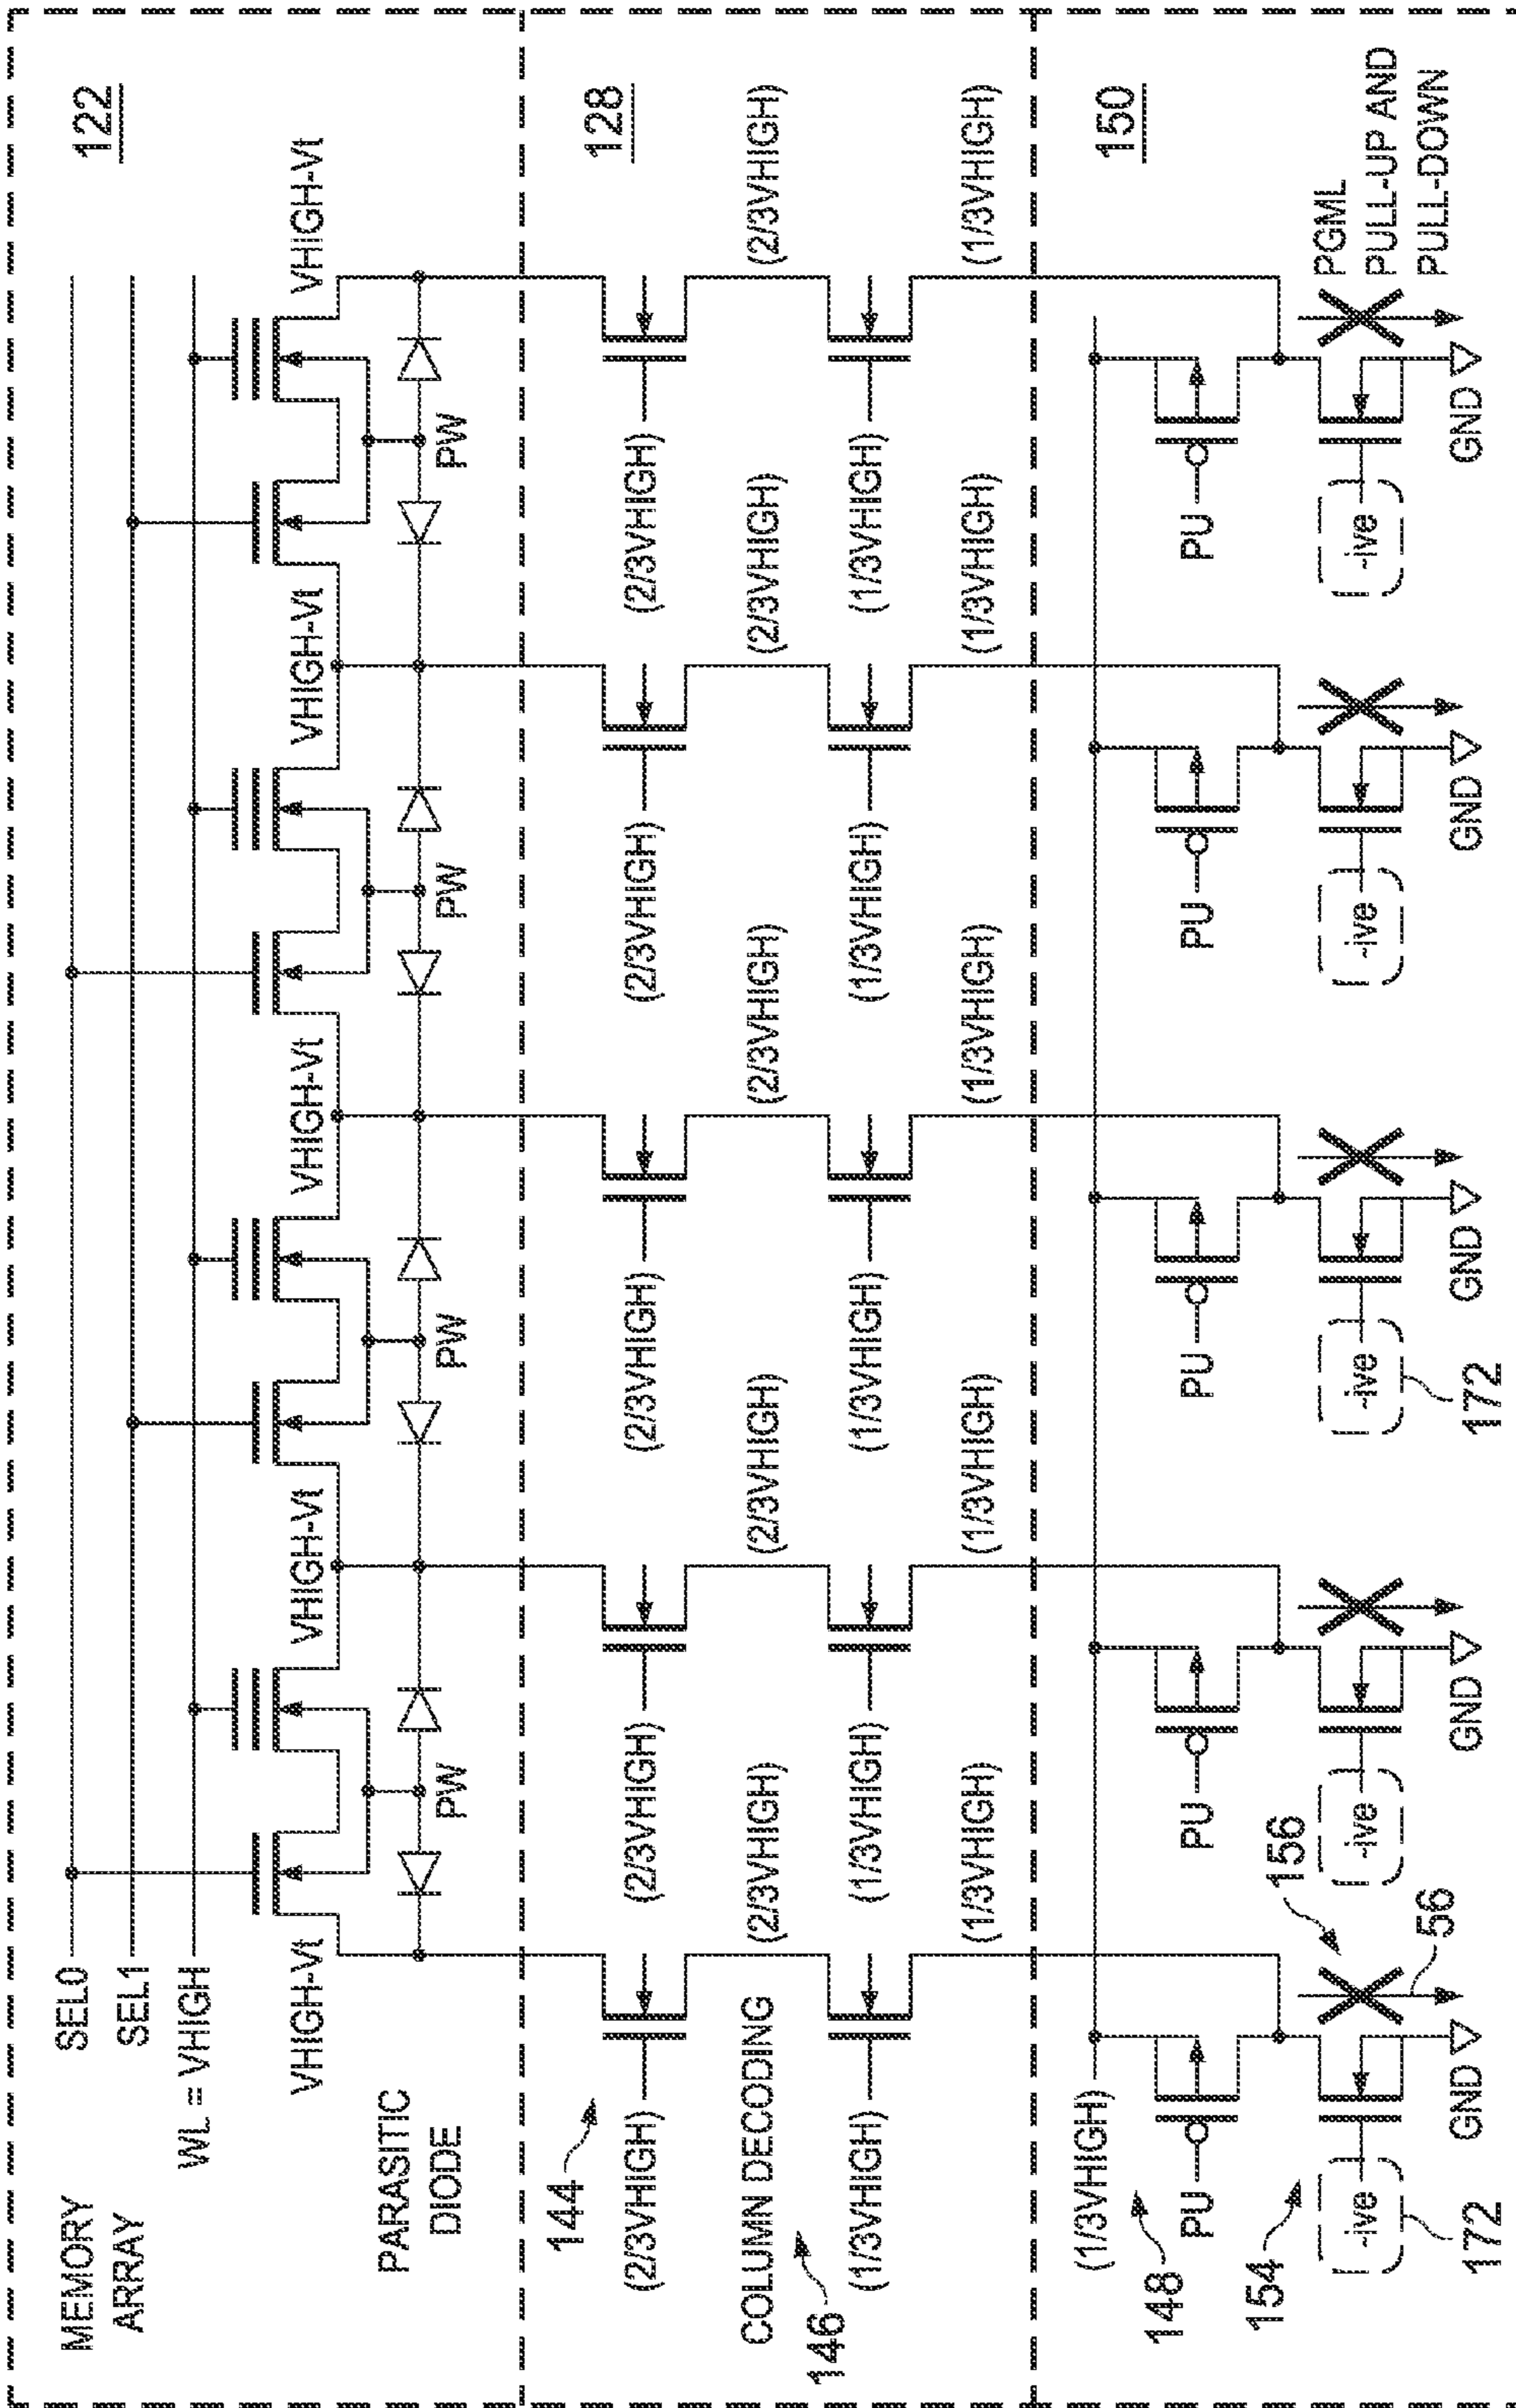 MEMORY
ARRAY
SEL0
SEL1
WL = VHIGH
122
VHIGH-Vt
VHIGH-Vt
VHIGH-Vt
VHIGH-Vt
VHIGH-Vt
PARASITIC
DIODE
PW
PW
PW
PW
144
128
(2/3VHIGH)
(2/3VHIGH)
(2/3VHIGH)
(2/3VHIGH)
(2/3VHIGH)
COLUMN DECODING
(2/3VHIGH)
(2/3VHIGH)
(2/3VHIGH)
(2/3VHIGH)
(2/3VHIGH)
146
(1/3VHIGH)
(1/3VHIGH)
(1/3VHIGH)
(1/3VHIGH)
(1/3VHIGH)
(1/3VHIGH)
(1/3VHIGH)
(1/3VHIGH)
(1/3VHIGH)
(1/3VHIGH)
(1/3VHIGH)
150
148
PU
PU
PU
PU
PU
154
156
PGML
PULL-UP AND
PULL-DOWN
-ive
-ive
-ive
-ive
-ive
56
GND
GND
GND
GND
GND
172
172